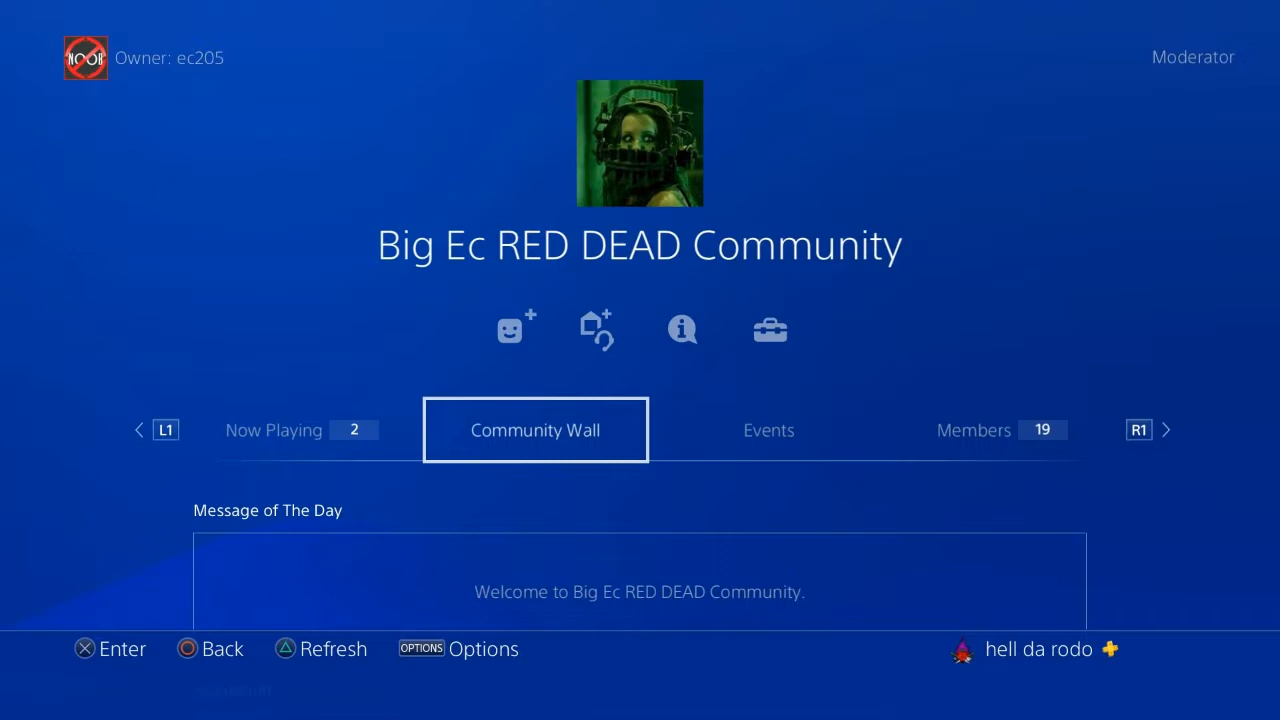 NOOB
Owner: ec205
Moderator
Big Ec RED DEAD Community
L1
Now Playing 2
Community Wall
Events
Members 19
R1
Message of The Day
Welcome to Big Ec RED DEAD Community.
Enter
Back
Refresh
OPTIONS Options
hell da rodo